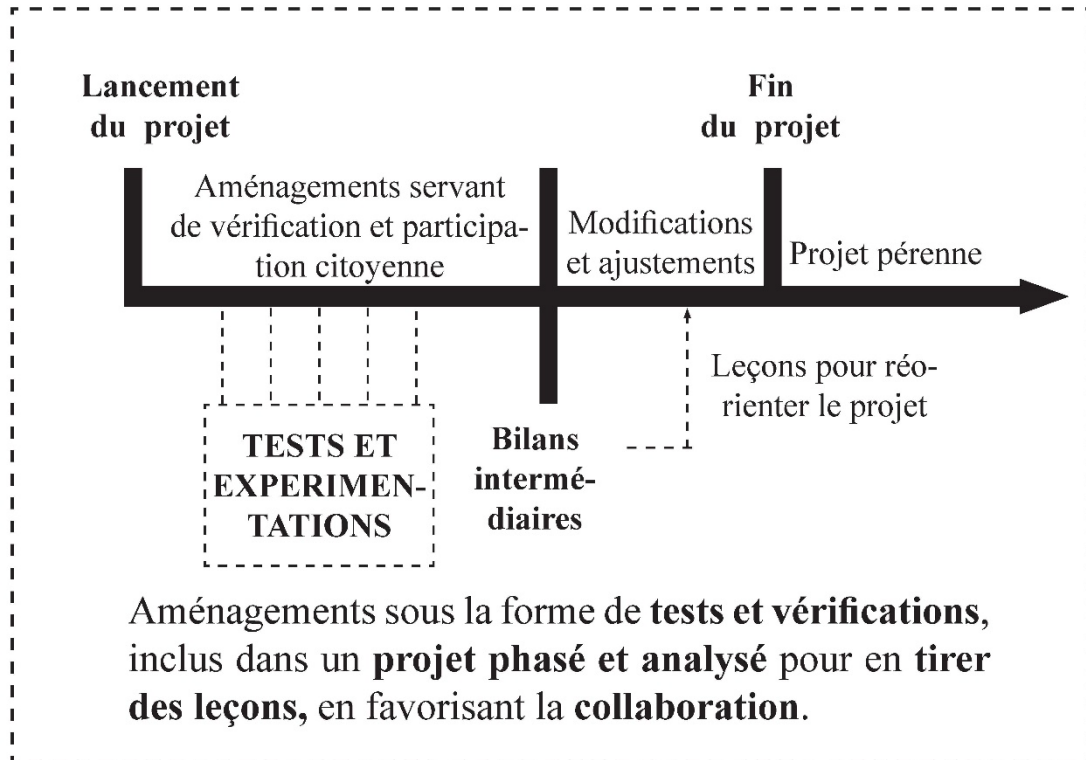 Lancement
du projet
Fin
du projet
Aménagements servant
de vérification et participa-
tion citoyenne
Modifications
et ajustements
Projet pérenne
TESTS ET
EXPERIMEN-
TATIONS
Bilans
intermé-
diaires
Leçons pour réo-
rienter le projet
Aménagements sous la forme de tests et vérifications,
inclus dans un projet phasé et analysé pour en tirer
des leçons, en favorisant la collaboration.